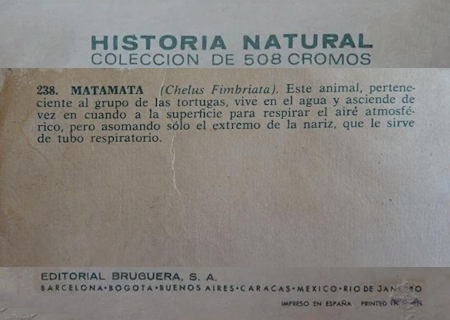 HISTORIA NATURAL
COLECCION DE 508 CROMOS
238. MATAMATA (Chelus Fimbriata). Este animal, pertene-
ciente al grupo de las tortugas, vive en el agua y asciende de
vez en cuando a la superficie para respirar el airé atmosfé-
rico, pero asomando sólo el extremo de la nariz, que le sirve
de tubo respiratorio.
EDITORIAL BRUGUERA, S. A.
BARCELONA • BOGOTA • BUENOS AIRES • CARACAS • MEXICO • RIO DE JANEIRO
IMPRESO EN ESPAÑA PRINTED IN